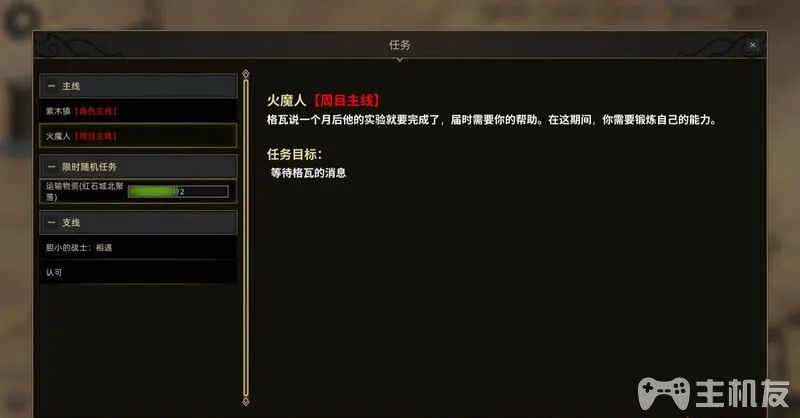 任务
主线
紫木镇【角色主线】
火魔人【周目主线】
限时随机任务
运输物资(红石城北聚
落)
1/2
支线
胆小的战士：相遇
认可
火魔人【周目主线】
格瓦说一个月后他的实验就要完成了，届时需要你的帮助。在这期间，你需要锻炼自己的能力。
任务目标：
等待格瓦的消息
主机友